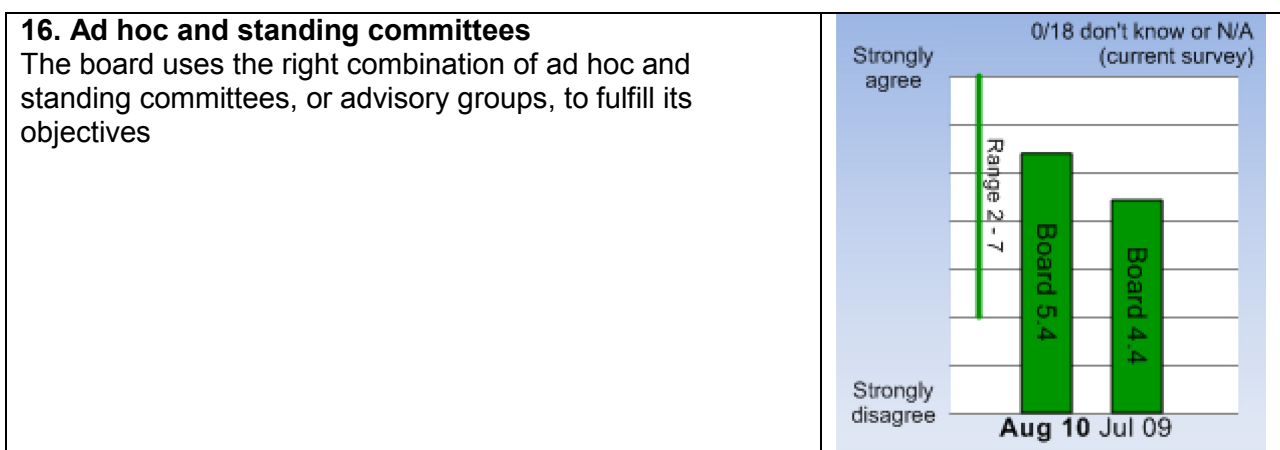 16. Ad hoc and standing committees
The board uses the right combination of ad hoc and
standing committees, or advisory groups, to fulfill its
objectives
0/18 don't know or N/A
(current survey)
Strongly
agree
Range 2 - 7
Board 5.4
Board 4.4
Strongly
disagree
Aug 10 Jul 09